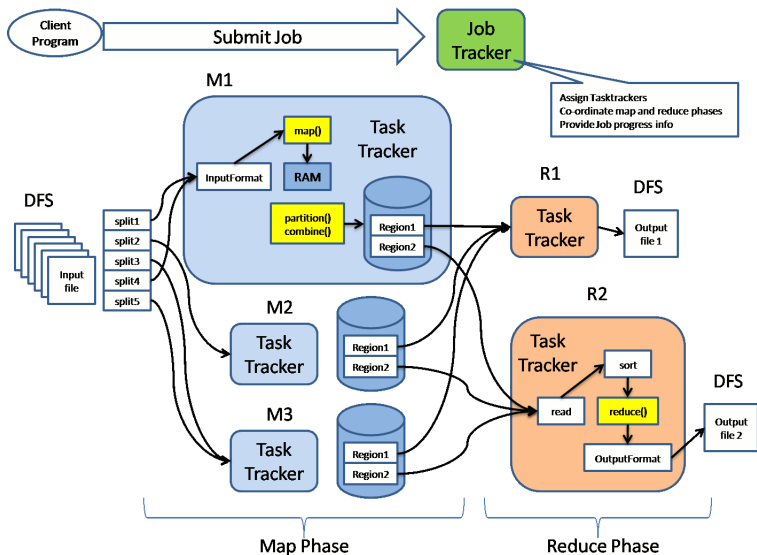 Client
Program
Submit Job
Job
Tracker
Assign Tasktrackers
Co-ordinate map and reduce phases
Provide Job progress info
M1
map()
Task
Tracker
InputFormat
RAM
partition()
combine()
Region1
Region2
DFS
Input
file
split1
split2
split3
split4
split5
M2
Task
Tracker
Region1
Region2
M3
Task
Tracker
Region1
Region2
R1
Task
Tracker
DFS
Output
file 1
R2
Task
Tracker
sort
read
reduce()
OutputFormat
DFS
Output
file 2
Map Phase
Reduce Phase